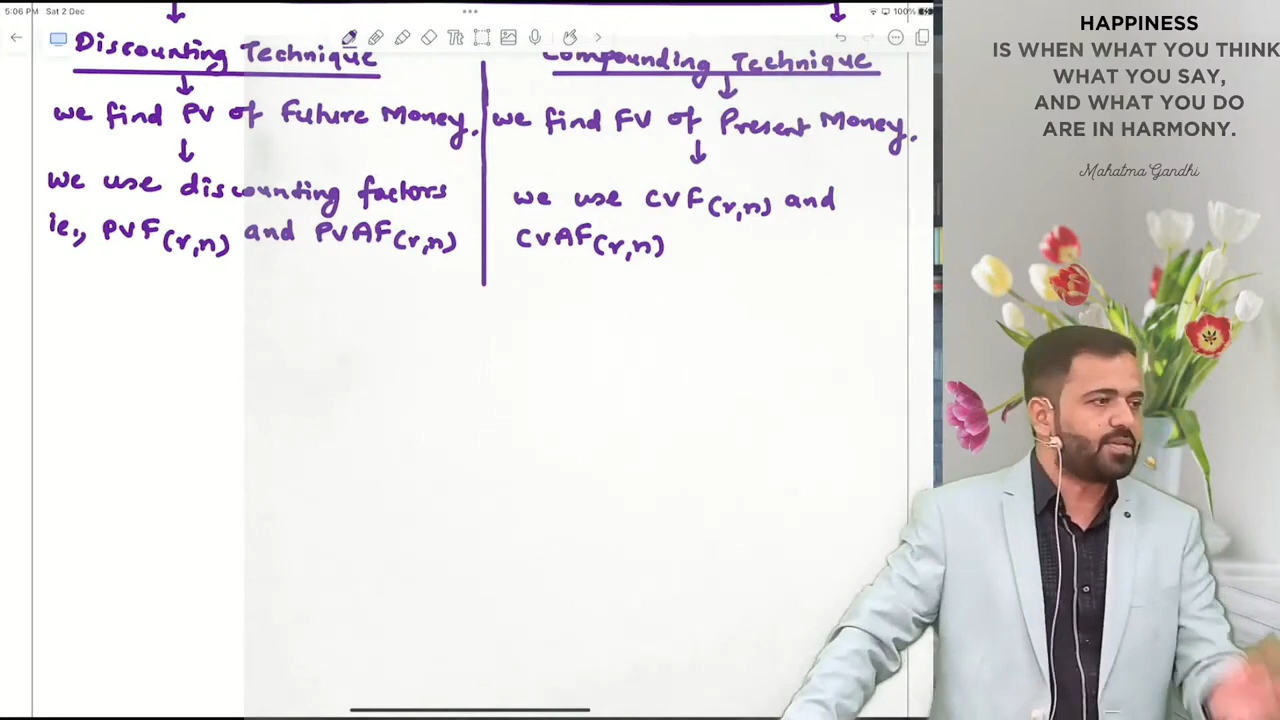 5:06 PM Sat 2 Dec
100%
Discounting Technique
we find PV of Future Money.
we use discounting factors
ie., PVF(r,n) and PVAF(r,n)
Compounding Technique
we find FV of Present Money.
we use CVF(r,n) and
CVAF(r,n)
HAPPINESS
IS WHEN WHAT YOU THINK
WHAT YOU SAY,
AND WHAT YOU DO
ARE IN HARMONY.
Mahatma Gandhi